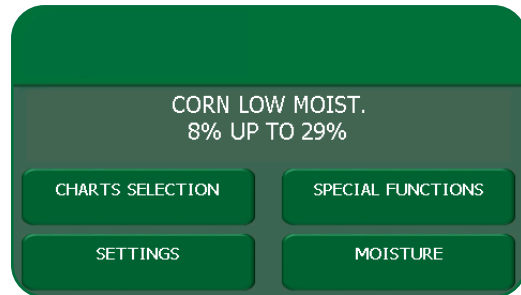 CORN LOW MOIST.
8% UP TO 29%
CHARTS SELECTION
SPECIAL FUNCTIONS
SETTINGS
MOISTURE